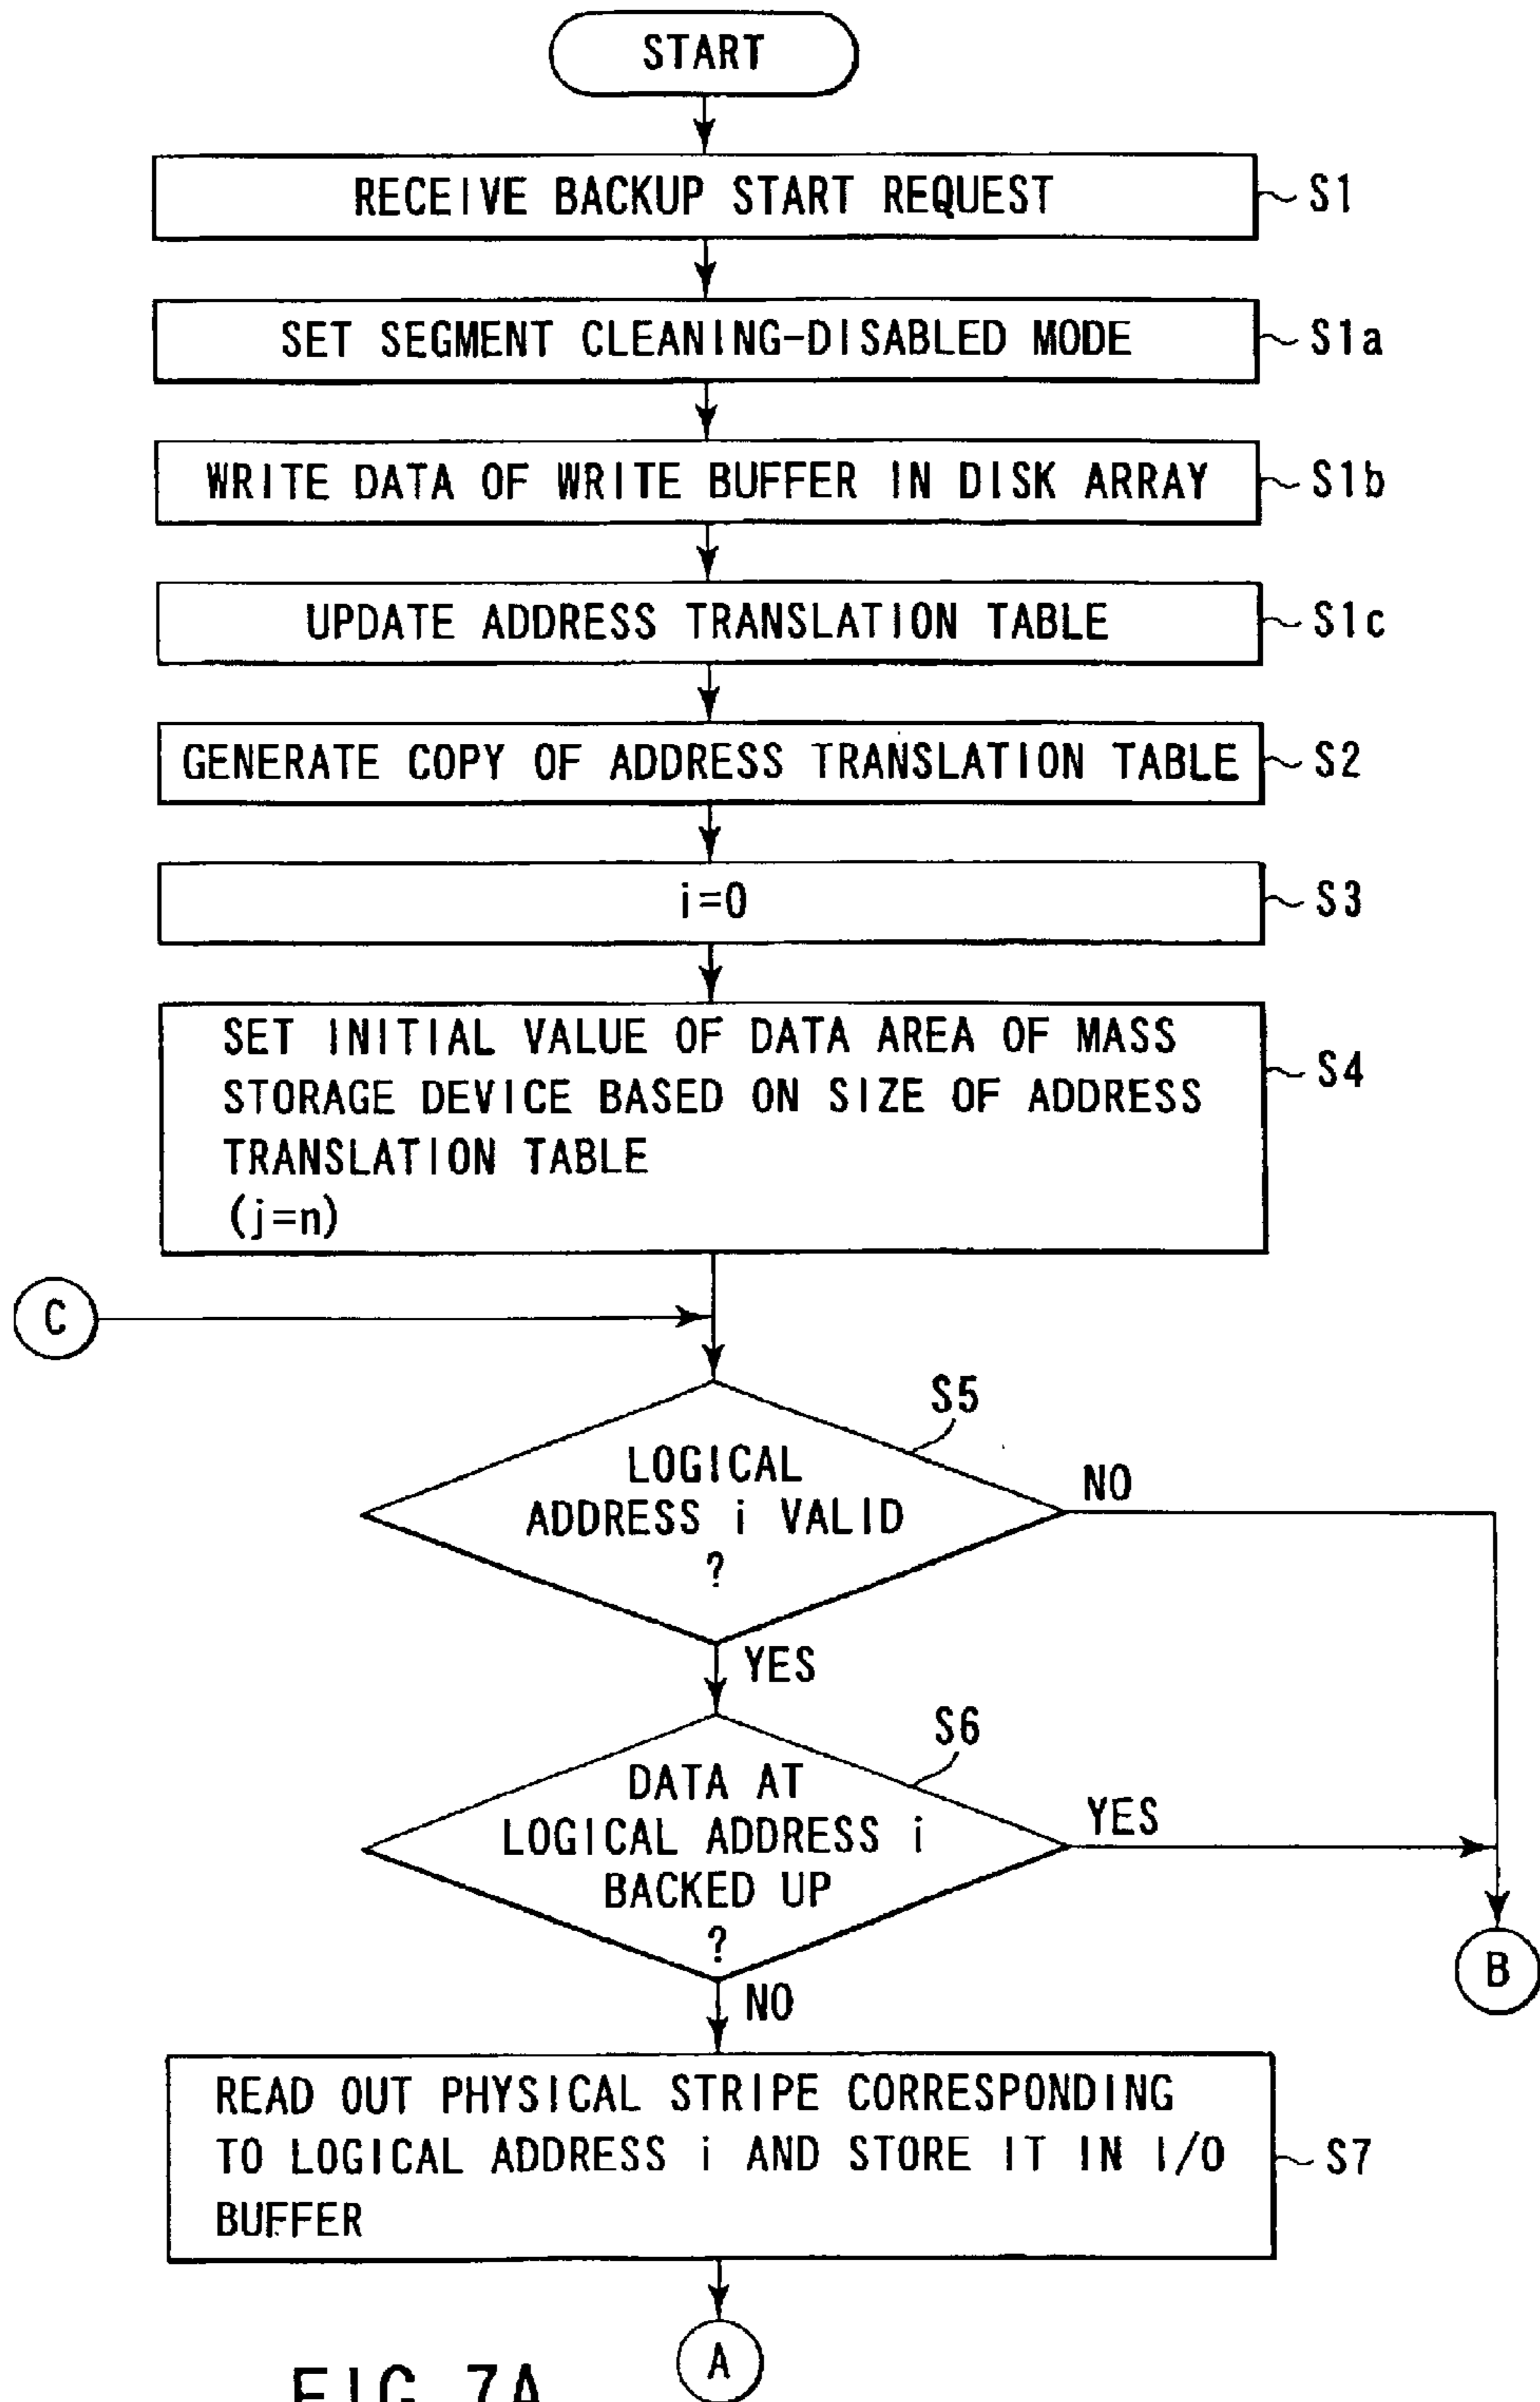 START
RECEIVE BACKUP START REQUEST
S1
SET SEGMENT CLEANING-DISABLED MODE
S1a
WRITE DATA OF WRITE BUFFER IN DISK ARRAY
S1b
UPDATE ADDRESS TRANSLATION TABLE
S1c
GENERATE COPY OF ADDRESS TRANSLATION TABLE
S2
i=0
S3
SET INITIAL VALUE OF DATA AREA OF MASS
STORAGE DEVICE BASED ON SIZE OF ADDRESS
TRANSLATION TABLE
(j=n)
S4
C
S5
LOGICAL
ADDRESS i VALID
?
NO
YES
S6
DATA AT
LOGICAL ADDRESS i
BACKED UP
?
YES
B
NO
READ OUT PHYSICAL STRIPE CORRESPONDING
TO LOGICAL ADDRESS i AND STORE IT IN I/O
BUFFER
S7
A
FIG. 7A